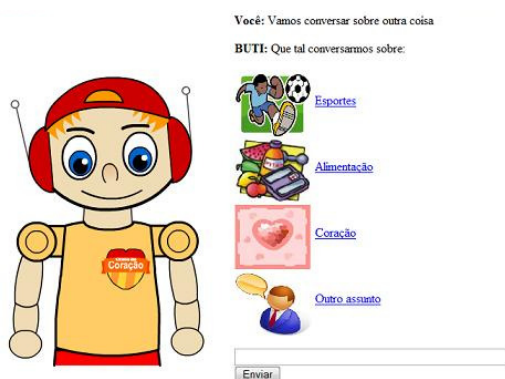 Você: Vamos conversar sobre outra coisa
BUTI: Que tal conversarmos sobre:
Esportes
Alimentação
Coração
Outro assunto
Coração
Enviar